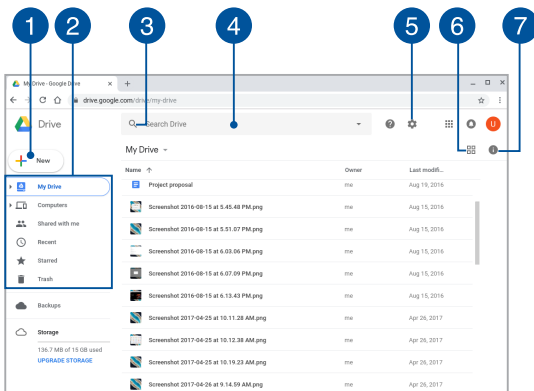 1 2 3 4 5 6 7
My Drive - Google Drive × +
drive.google.com/drive/my-drive
Drive
Search Drive
U
New
My Drive
My Drive
Computers
Shared with me
Recent
Starred
Trash
Backups
Storage
136.7 MB of 15 GB used
UPGRADE STORAGE
Name ↑ Owner Last modifi...
Project proposal me Aug 19, 2016
Screenshot 2016-08-15 at 5.45.48 PM.png me Aug 15, 2016
Screenshot 2016-08-15 at 5.51.07 PM.png me Aug 15, 2016
Screenshot 2016-08-15 at 6.03.06 PM.png me Aug 15, 2016
Screenshot 2016-08-15 at 6.07.09 PM.png me Aug 15, 2016
Screenshot 2016-08-15 at 6.13.43 PM.png me Aug 15, 2016
Screenshot 2017-04-25 at 10.11.28 AM.png me Apr 26, 2017
Screenshot 2017-04-25 at 10.12.38 AM.png me Apr 26, 2017
Screenshot 2017-04-25 at 10.19.23 AM.png me Apr 26, 2017
Screenshot 2017-04-26 at 9.14.59 AM.png me Apr 26, 2017